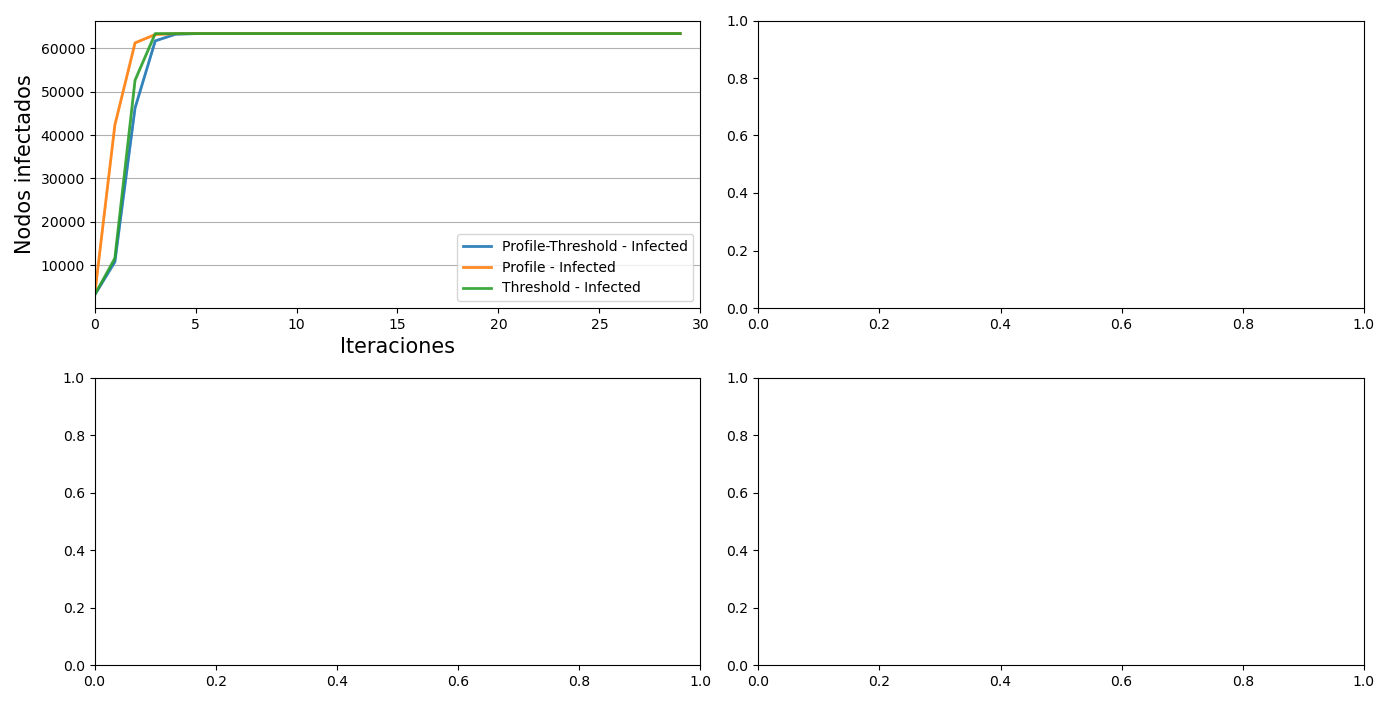 60000
50000
40000
30000
20000
10000
Nodos infectados
Profile-Threshold - Infected
Profile - Infected
Threshold - Infected
0 5 10 15 20 25 30
Iteraciones
1.0
0.8
0.6
0.4
0.2
0.0
0.0 0.2 0.4 0.6 0.8 1.0
1.0
0.8
0.6
0.4
0.2
0.0
0.0 0.2 0.4 0.6 0.8 1.0
1.0
0.8
0.6
0.4
0.2
0.0
0.0 0.2 0.4 0.6 0.8 1.0